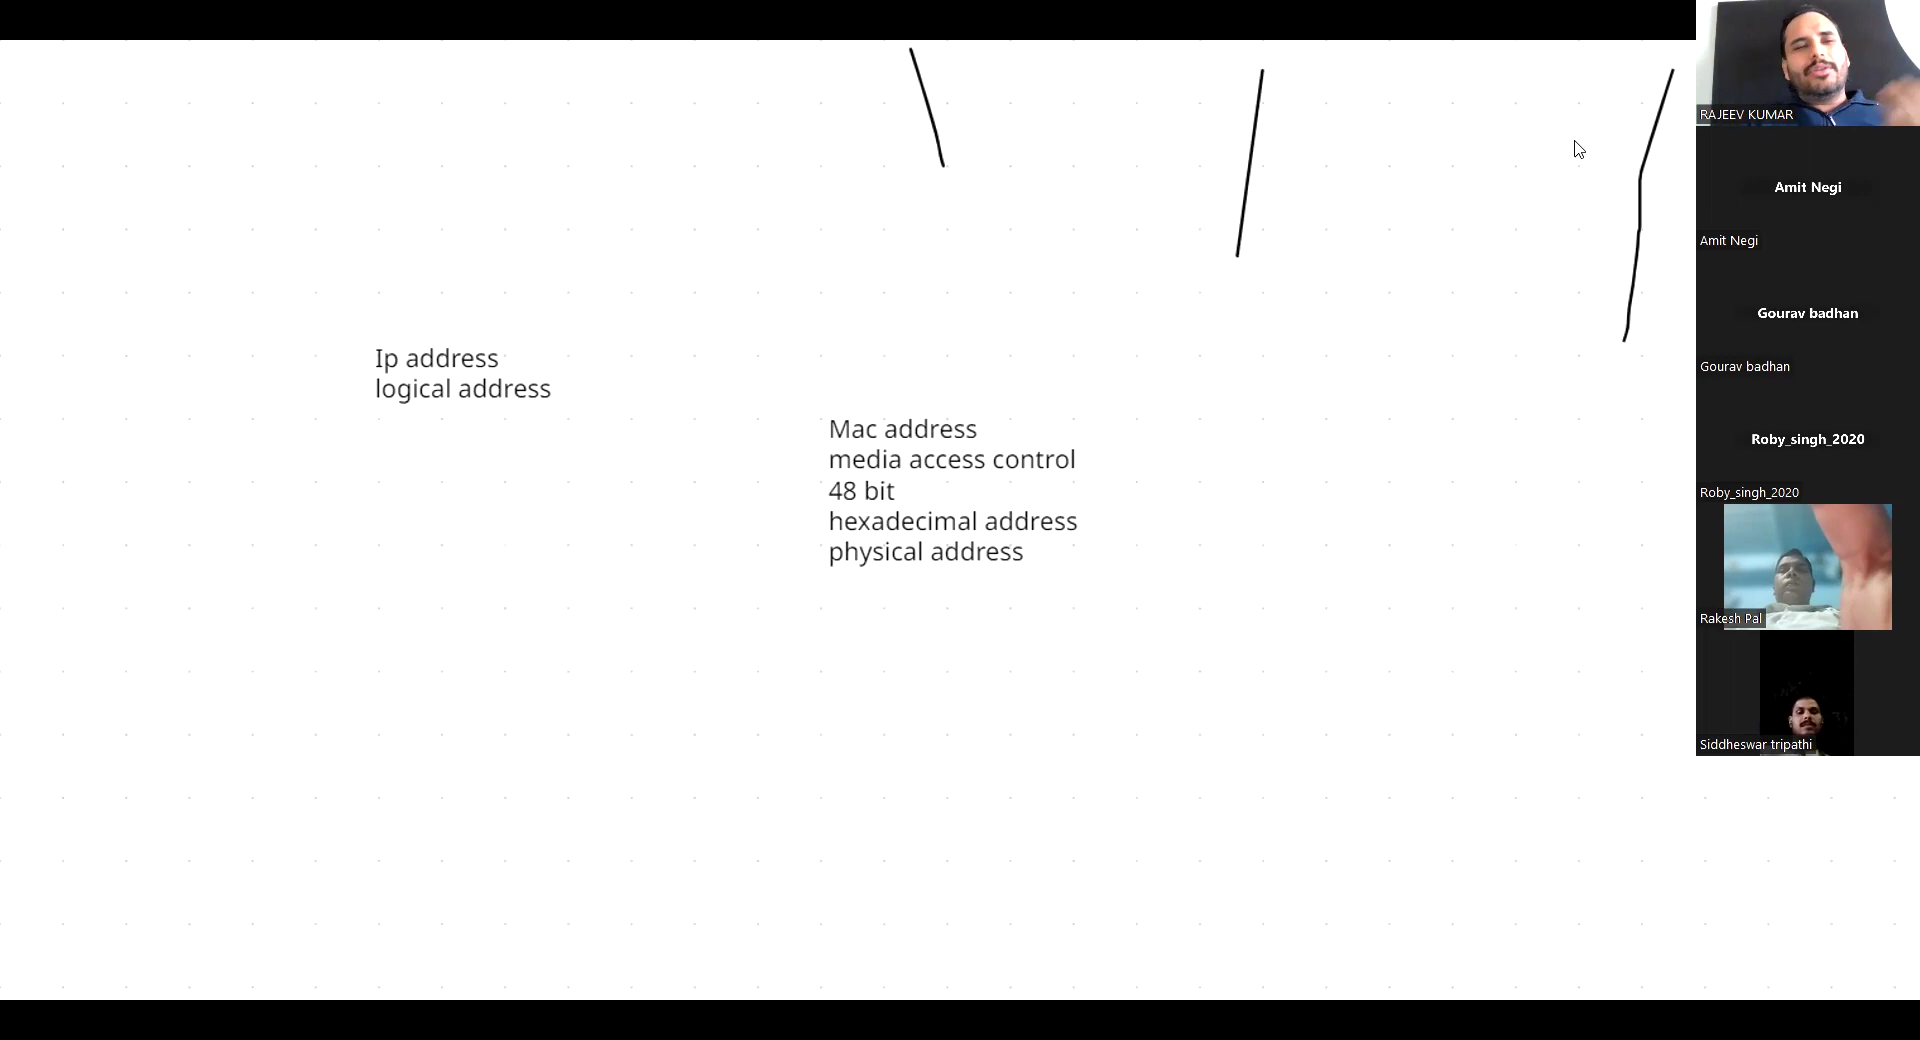 Ip address
logical address
Mac address
media access control
48 bit
hexadecimal address
physical address
RAJEEV KUMAR
Amit Negi
Amit Negi
Gourav badhan
Gourav badhan
Roby_singh_2020
Roby_singh_2020
Rakesh Pal
Siddheswar tripathi